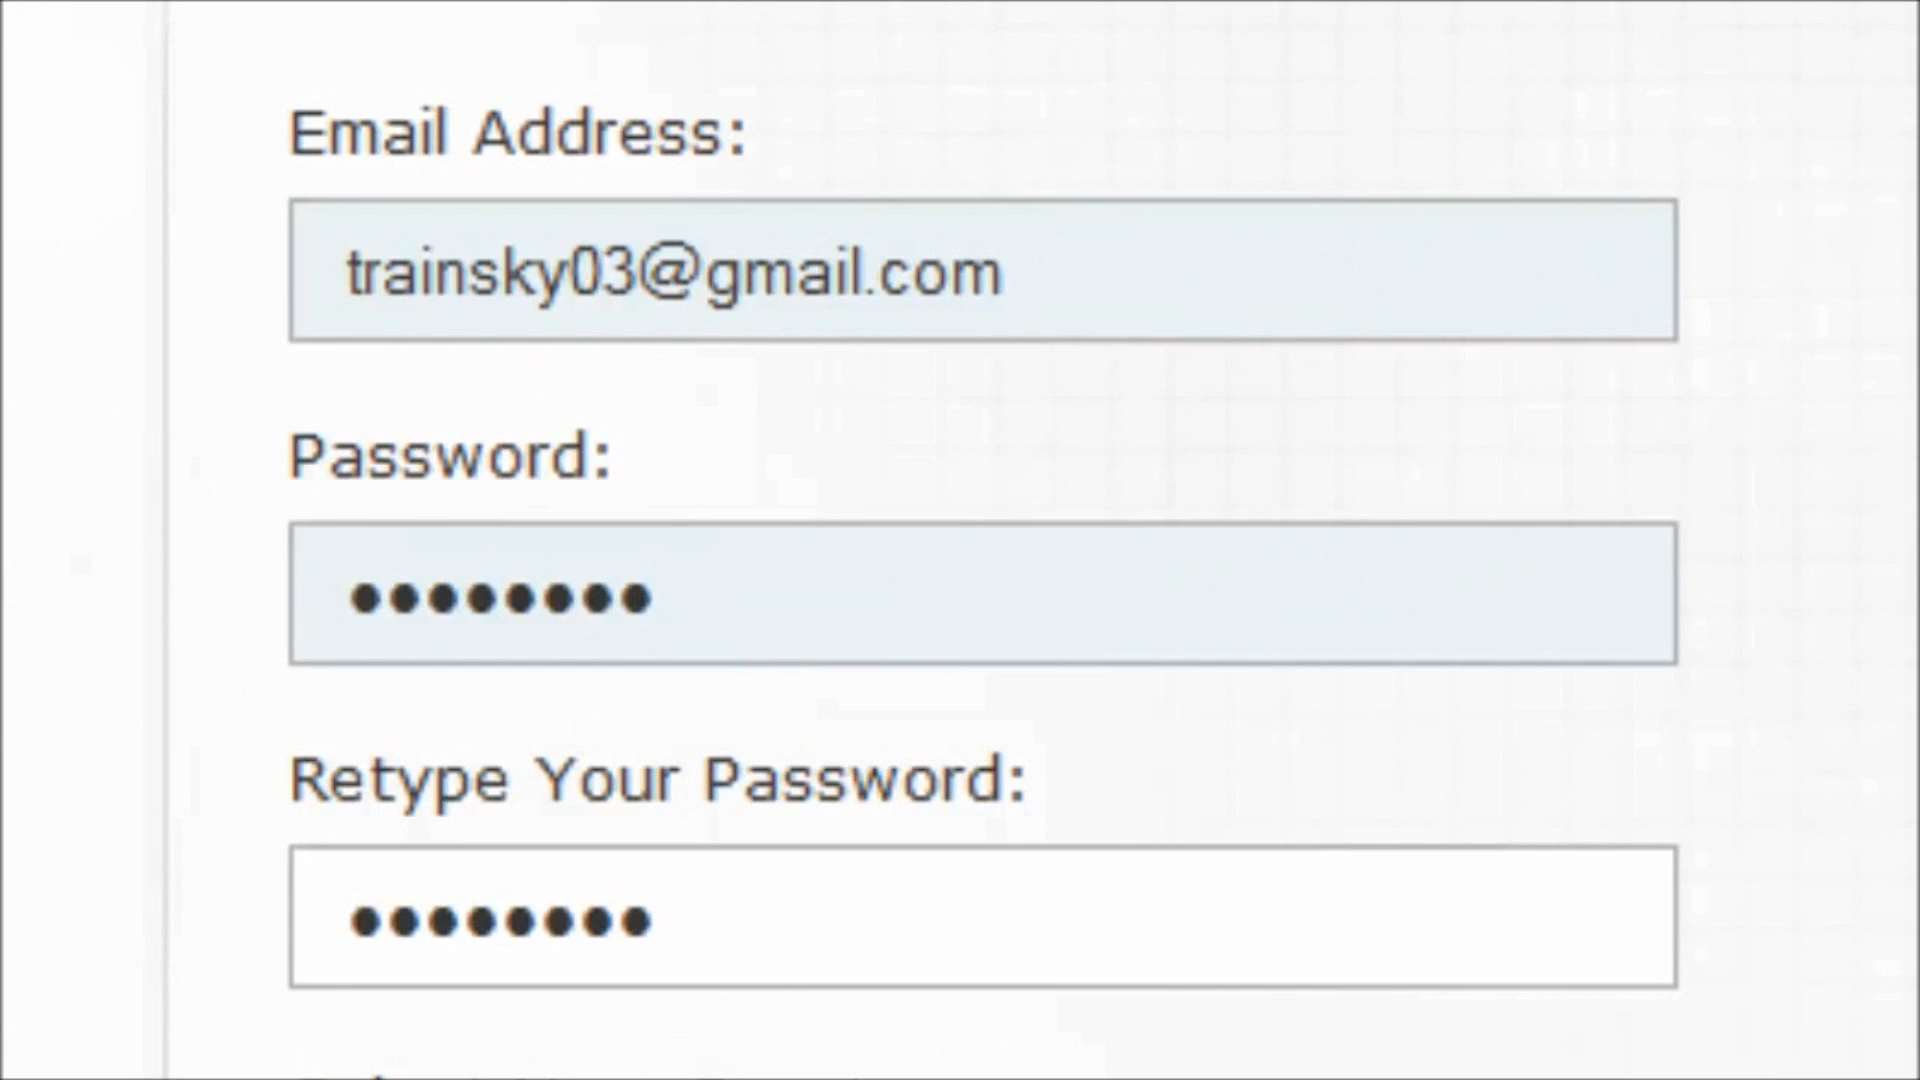 Email Address:
trainsky03@gmail.com
Password:
●●●●●●●●
Retype Your Password:
●●●●●●●●